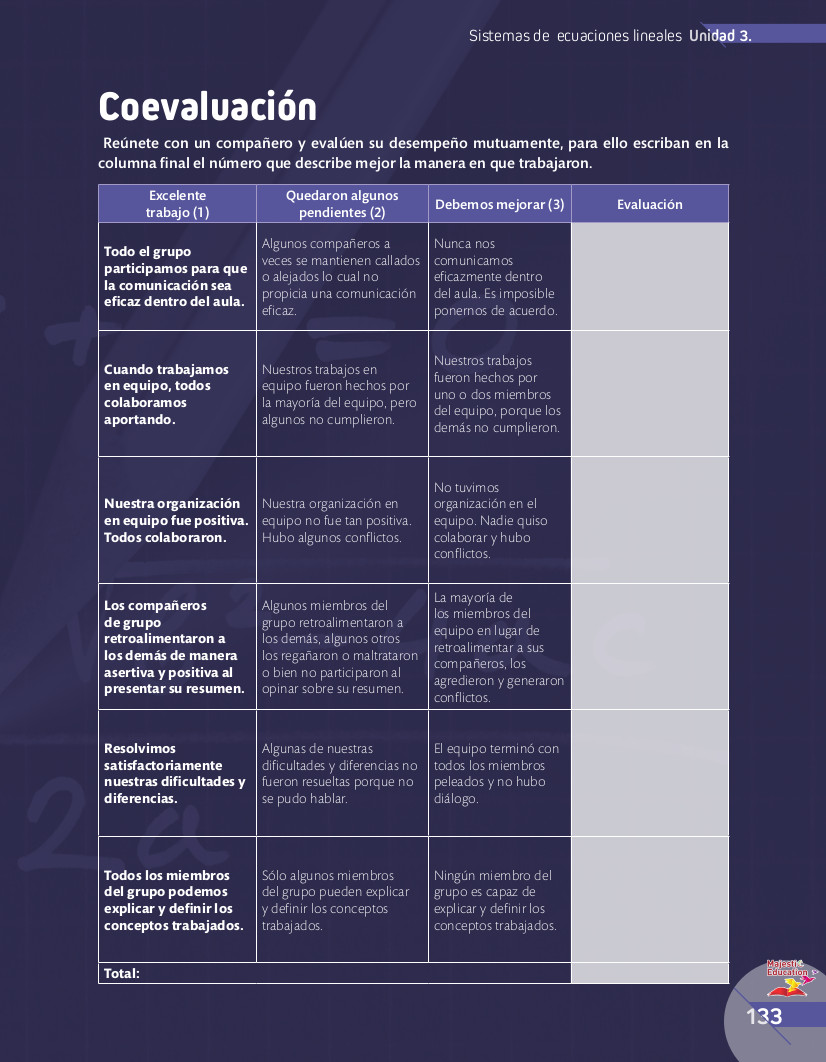 Sistemas de ecuaciones lineales Unidad 3.
Coevaluación
Reúnete con un compañero y evalúen su desempeño mutuamente, para ello escriban en la
columna final el número que describe mejor la manera en que trabajaron.
Excelente
trabajo (1)
Quedaron algunos
pendientes (2)
Debemos mejorar (3)
Evaluación
Todo el grupo
participamos para que
la comunicación sea
eficaz dentro del aula.
Algunos compañeros a
veces se mantienen callados
o alejados lo cual no
propicia una comunicación
eficaz.
Nunca nos
comunicamos
eficazmente dentro
del aula. Es imposible
ponernos de acuerdo.
Cuando trabajamos
en equipo, todos
colaboramos
aportando.
Nuestros trabajos en
equipo fueron hechos por
la mayoría del equipo, pero
algunos no cumplieron.
Nuestros trabajos
fueron hechos por
uno o dos miembros
del equipo, porque los
demás no cumplieron.
Nuestra organización
en equipo fue positiva.
Todos colaboraron.
Nuestra organización en
equipo no fue tan positiva.
Hubo algunos conflictos.
No tuvimos
organización en el
equipo. Nadie quiso
colaborar y hubo
conflictos.
Los compañeros
de grupo
retroalimentaron a
los demás de manera
asertiva y positiva al
presentar su resumen.
Algunos miembros del
grupo retroalimentaron a
los demás, algunos otros
los regañaron o maltrataron
o bien no participaron al
opinar sobre su resumen.
La mayoría de
los miembros del
equipo en lugar de
retroalimentar a sus
compañeros, los
agredieron y generaron
conflictos.
Resolvimos
satisfactoriamente
nuestras dificultades y
diferencias.
Algunas de nuestras
dificultades y diferencias no
fueron resueltas porque no
se pudo hablar.
El equipo terminó con
todos los miembros
peleados y no hubo
diálogo.
Todos los miembros
del grupo podemos
explicar y definir los
conceptos trabajados.
Sólo algunos miembros
del grupo pueden explicar
y definir los conceptos
trabajados.
Ningún miembro del
grupo es capaz de
explicar y definir los
conceptos trabajados.
Total:
Majestic
Education
133
2a